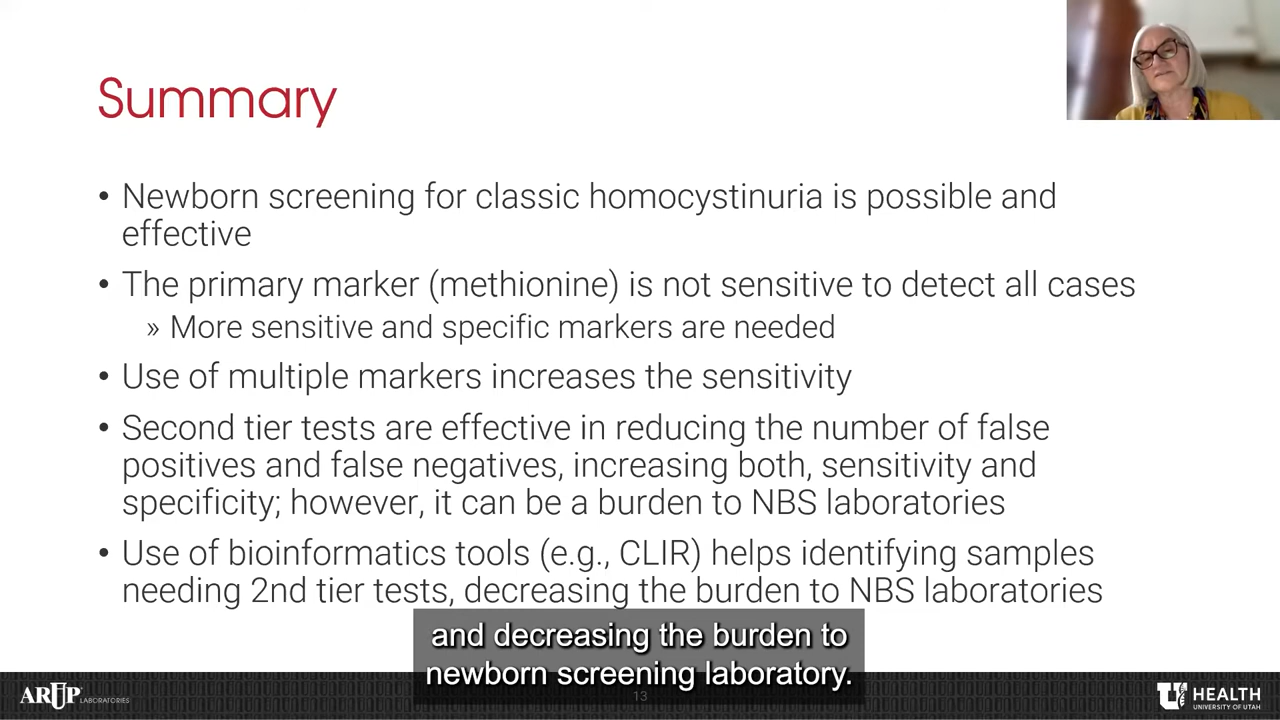 Summary
• Newborn screening for classic homocystinuria is possible and
effective
• The primary marker (methionine) is not sensitive to detect all cases
» More sensitive and specific markers are needed
• Use of multiple markers increases the sensitivity
• Second tier tests are effective in reducing the number of false
positives and false negatives, increasing both, sensitivity and
specificity; however, it can be a burden to NBS laboratories
• Use of bioinformatics tools (e.g., CLIR) helps identifying samples
needing 2nd tier tests, decreasing the burden to NBS laboratories
and decreasing the burden to
newborn screening laboratory.
ARUP LABORATORIES
13
U HEALTH
UNIVERSITY OF UTAH